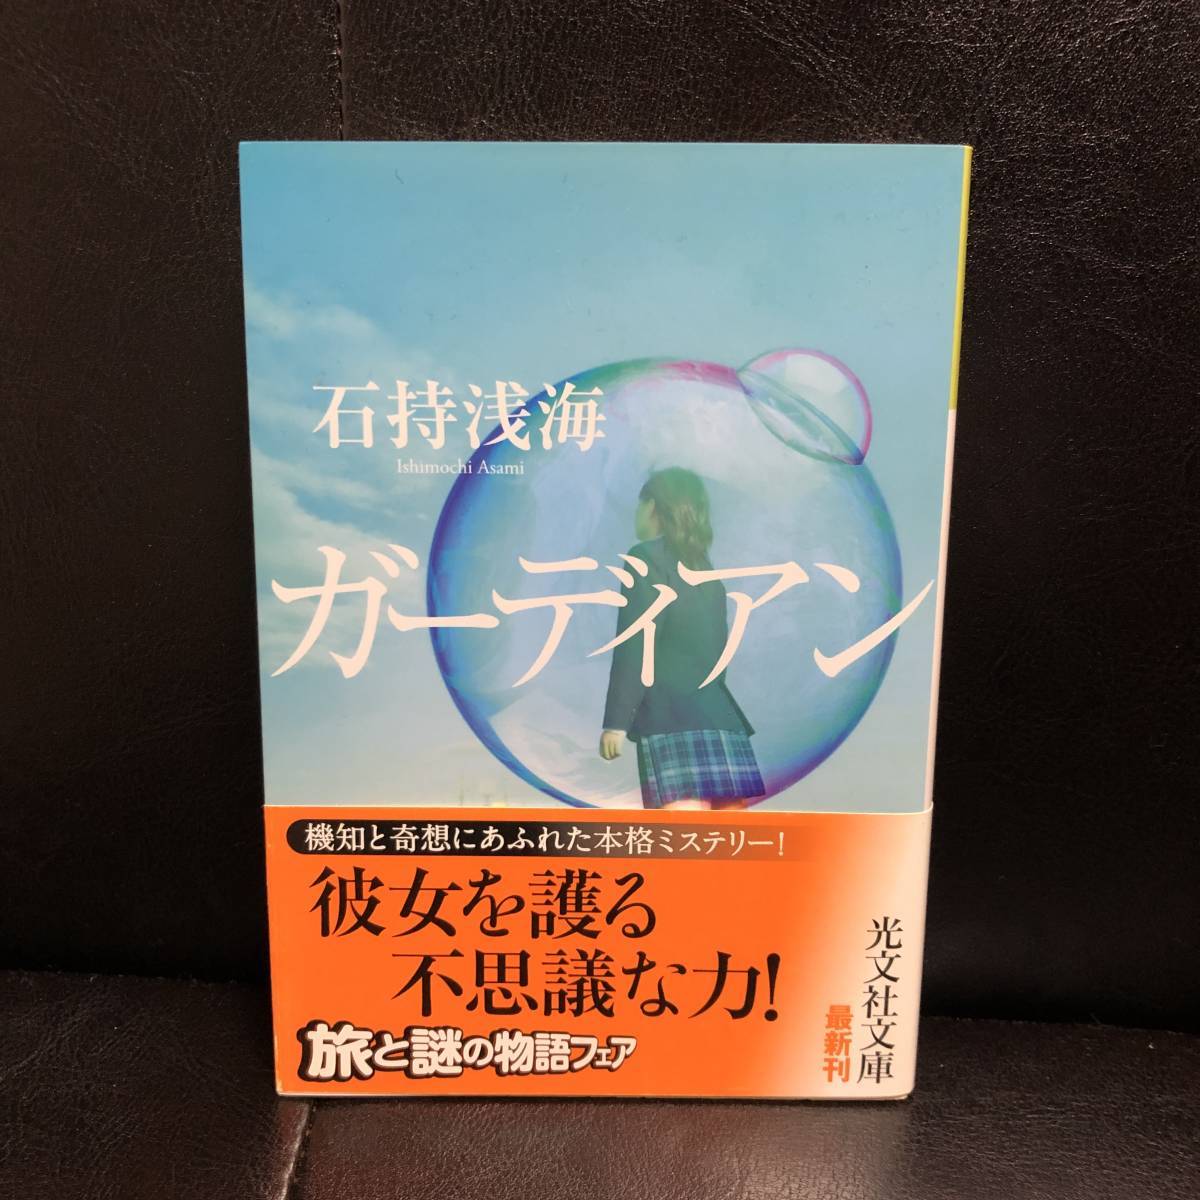 石持浅海
Ishimochi Asami
ガーディアン
機知と奇想にあふれた本格ミステリー!
彼女を護る
不思議な力!
旅と謎の物語フェア
光文社文庫
最新刊